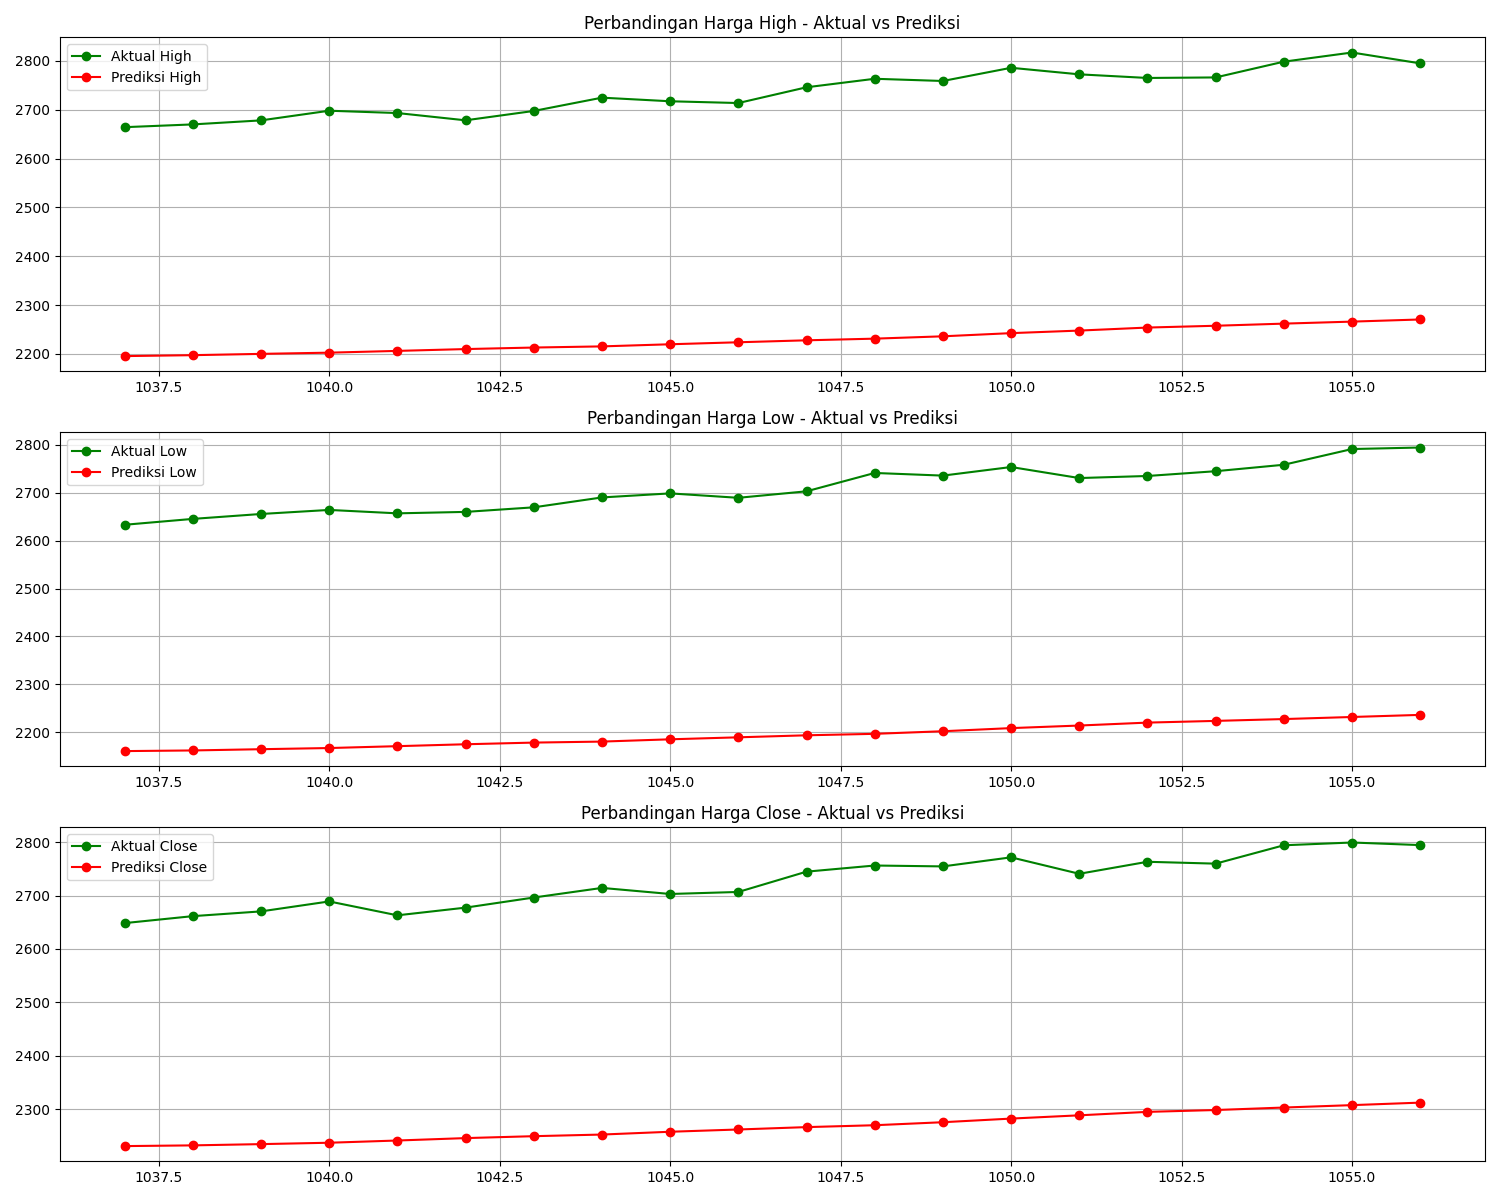 Perbandingan Harga High - Aktual vs Prediksi
Aktual High
Prediksi High
2800
2700
2600
2500
2400
2300
2200
1037.5 1040.0 1042.5 1045.0 1047.5 1050.0 1052.5 1055.0
Perbandingan Harga Low - Aktual vs Prediksi
Aktual Low
Prediksi Low
2800
2700
2600
2500
2400
2300
2200
1037.5 1040.0 1042.5 1045.0 1047.5 1050.0 1052.5 1055.0
Perbandingan Harga Close - Aktual vs Prediksi
Aktual Close
Prediksi Close
2800
2700
2600
2500
2400
2300
1037.5 1040.0 1042.5 1045.0 1047.5 1050.0 1052.5 1055.0